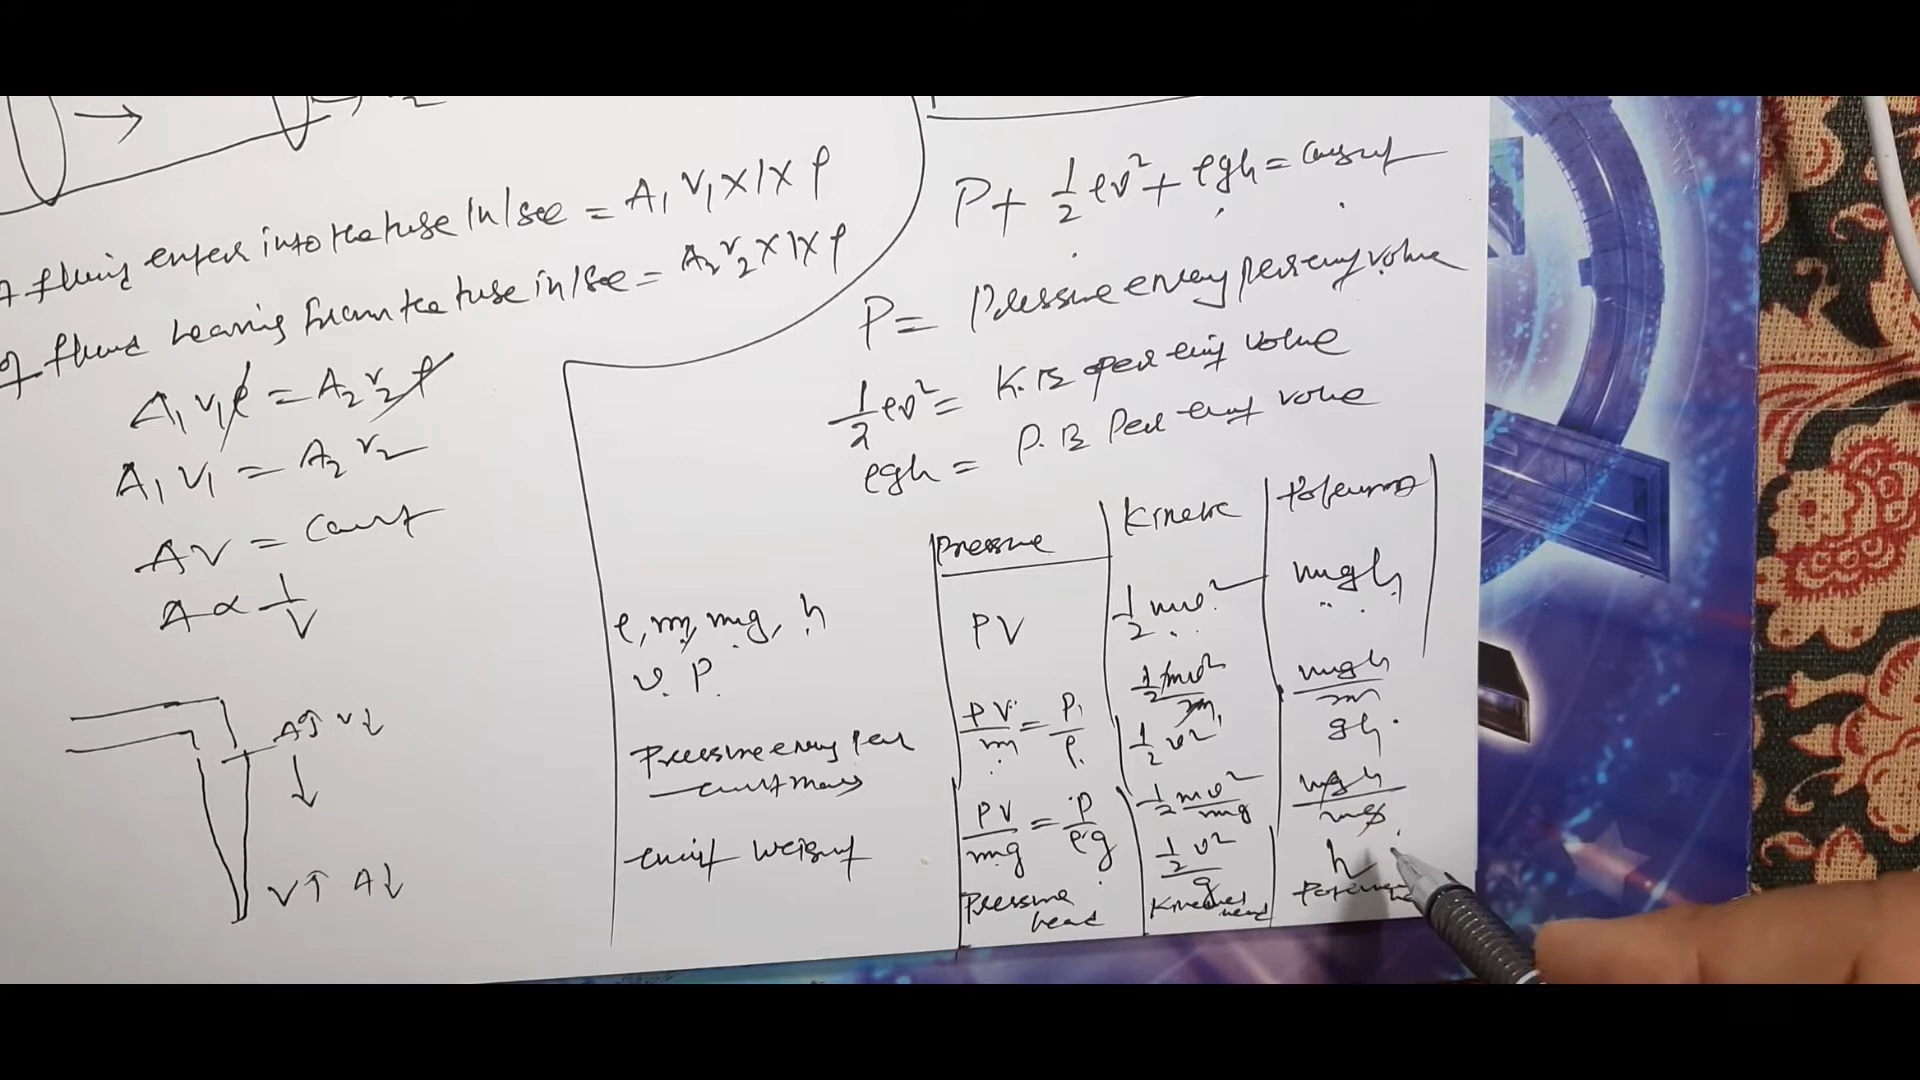 fluid enter into the tube in 1 sec = A₁ V₁ X 1 X ρ
of fluid leaving from the tube in 1 sec = A₂ V₂ X 1 X ρ
A₁ V₁ ρ = A₂ V₂ ρ
A₁ V₁ = A₂ V₂
AV = Const
A ∝ 1/V
A↑ V↓
V↑ A↓
P + 1/2 ρv² + ρgh = Const
P = Pressure energy per unit volume
1/2 ρv² = K.E per unit volume
ρgh = P.E Per unit volume
ρ, m, mg, h
v. P.
Pressure Kinetic Potential
PV 1/2 mv² mgh
Pressure energy per unit mass
PV/m = P/ρ 1/2 mv²/m mgh/m
1/2 v² gh
unit weight
PV/mg = P/ρg 1/2 mv²/mg mgh/mg
1/2 v²/g h
Pressure head Kinetic head Potential